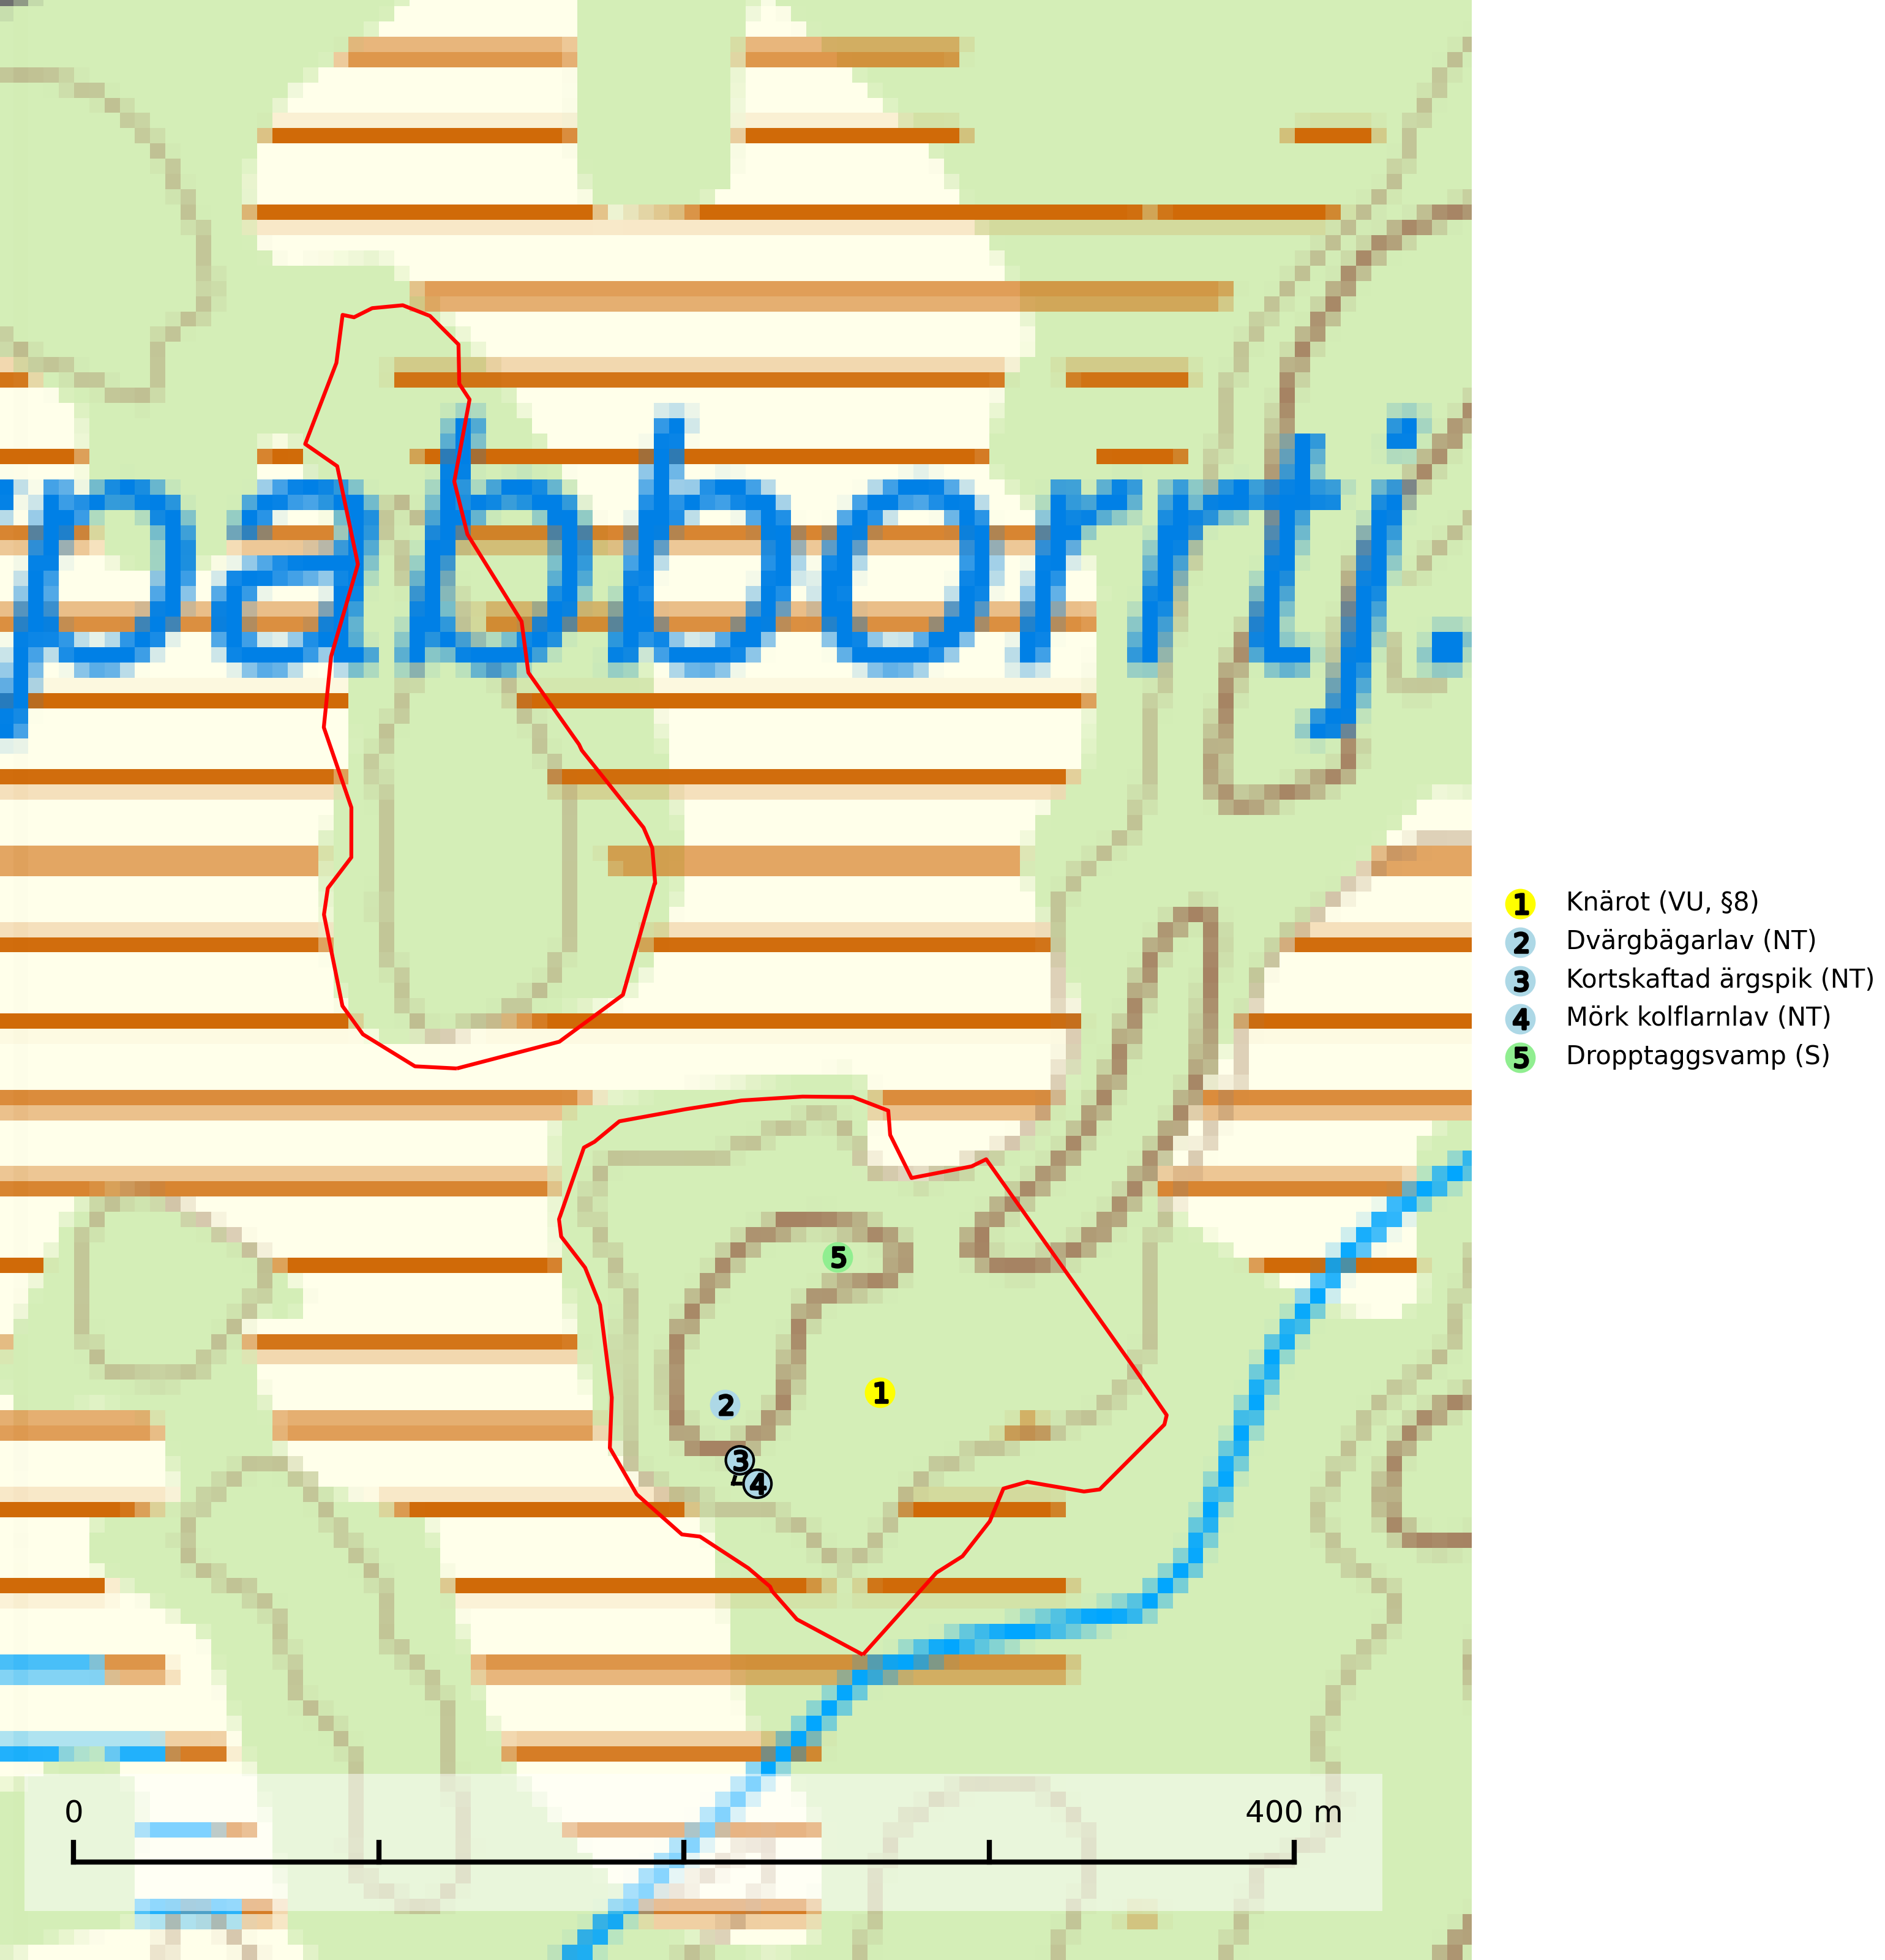 pabborrtj.
1 Knärot (VU, §8)
2 Dvärgbägarlav (NT)
3 Kortskaftad ärgspik (NT)
4 Mörk kolflarnlav (NT)
5 Dropptaggsvamp (S)
5
1
2
3
4
0 400 m